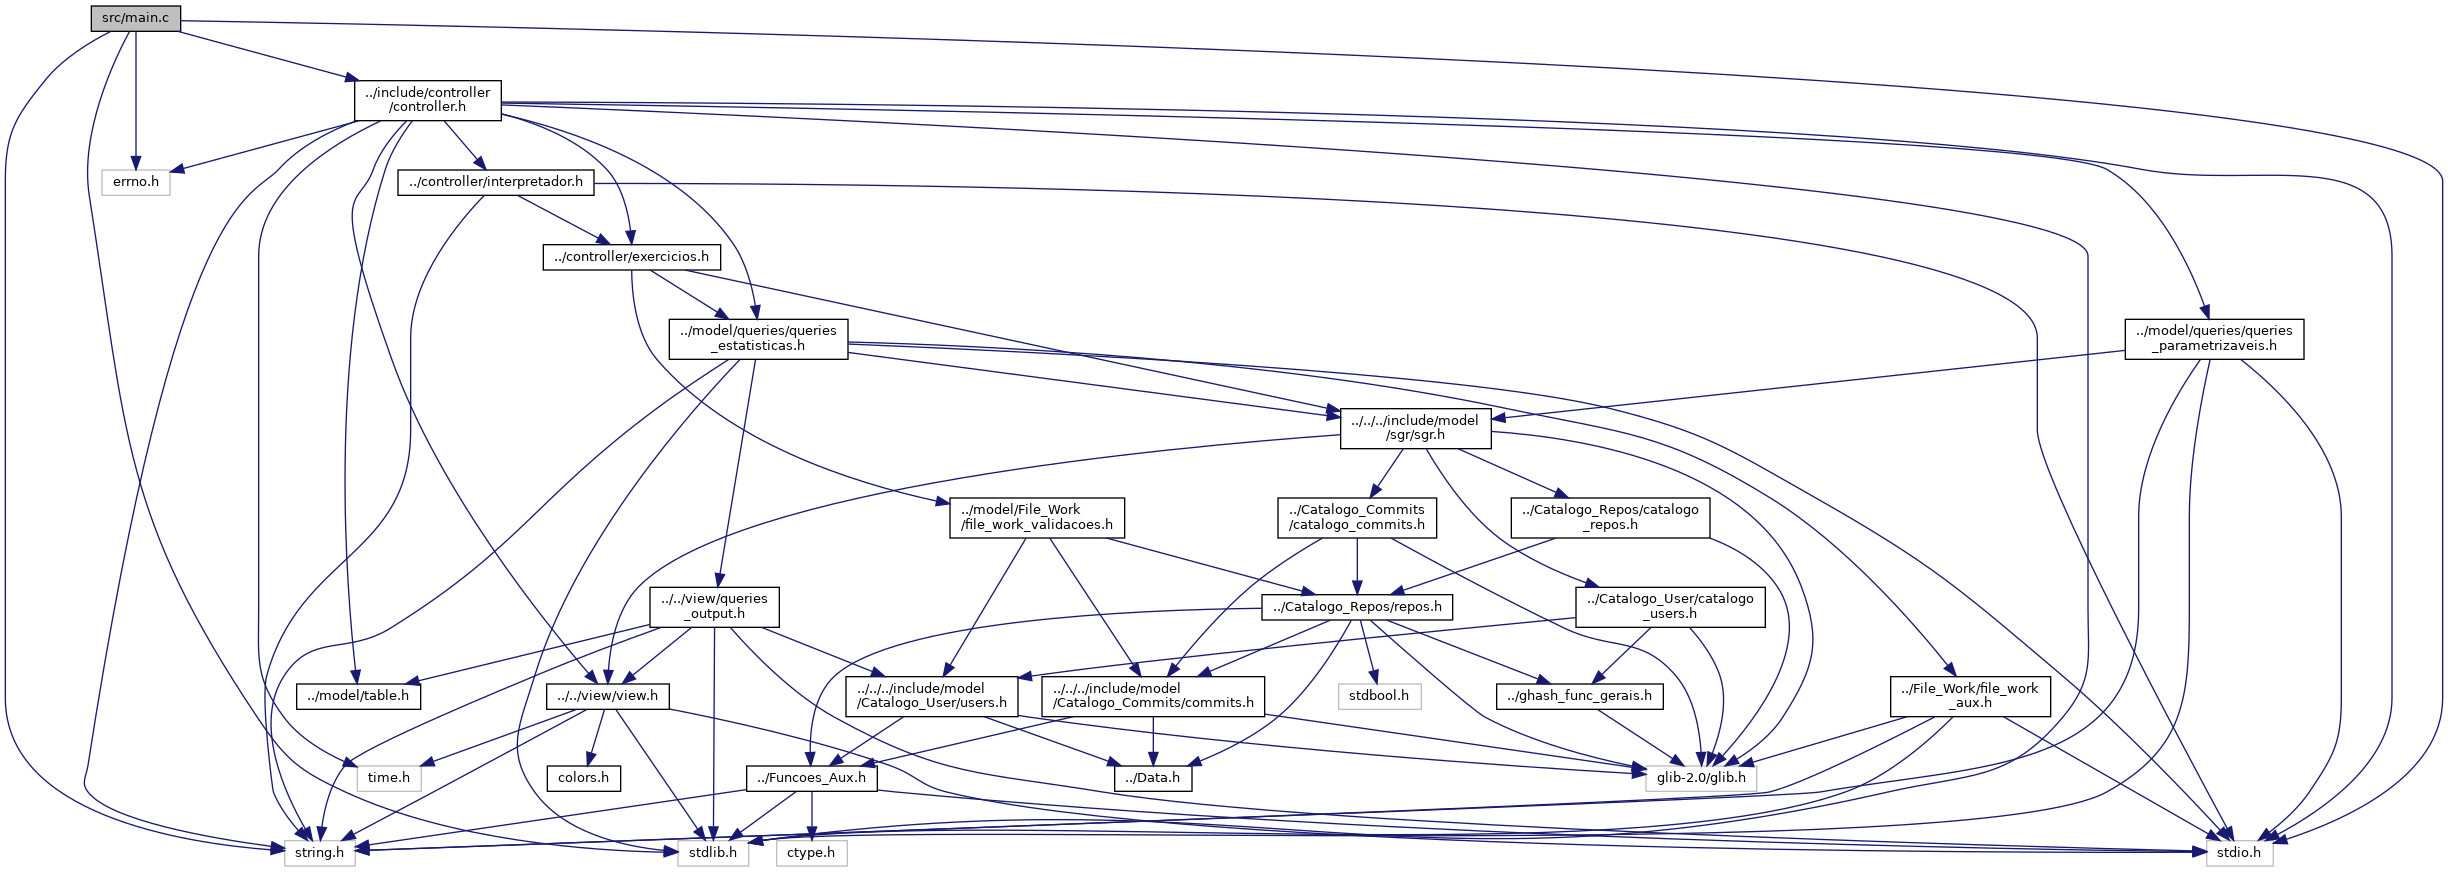 src/main.c
../include/controller
/controller.h
errno.h
../controller/interpretador.h
../controller/exercicios.h
../model/queries/queries
_estatisticas.h
../model/queries/queries
_parametrizaveis.h
../../../include/model
/sgr/sgr.h
../model/File_Work
/file_work_validacoes.h
../Catalogo_Commits
/catalogo_commits.h
../Catalogo_Repos/catalogo
_repos.h
../../view/queries
_output.h
../Catalogo_Repos/repos.h
../Catalogo_User/catalogo
_users.h
../model/table.h
../../view/view.h
../../../include/model
/Catalogo_User/users.h
../../../include/model
/Catalogo_Commits/commits.h
stdbool.h
../ghash_func_gerais.h
../File_Work/file_work
_aux.h
time.h
colors.h
../Funcoes_Aux.h
../Data.h
glib-2.0/glib.h
string.h
stdlib.h
ctype.h
stdio.h